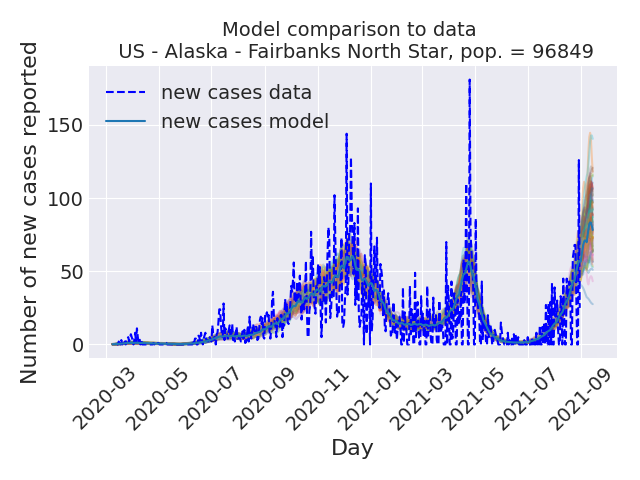 Model comparison to data
US - Alaska - Fairbanks North Star, pop. = 96849
Number of new cases reported
new cases data
new cases model
150
100
50
0
2020-03
2020-05
2020-07
2020-09
2020-11
2021-01
2021-03
2021-05
2021-07
2021-09
Day